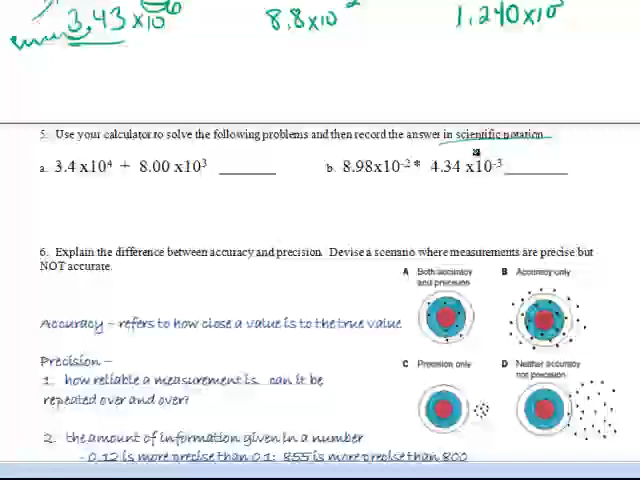 3.43 x10
8.8x10
1.240x10
5. Use your calculator to solve the following problems and then record the answer in scientific notation
a. 3.4 x10⁴ + 8.00 x10³ ________ b. 8.98x10⁻² * 4.34 x10⁻³ ________
6. Explain the difference between accuracy and precision. Devise a scenario where measurements are precise but
NOT accurate.
A Both accuracy
and precision
B Accuracy only
Accuracy – refers to how close a value is to the true value
Precision –
1. how reliable a measurement is. can it be
repeated over and over?
C Precision only
D Neither accuracy
not precision
2. the amount of information given in a number
- 0.12 is more precise than 0.1; 855 is more precise than 800